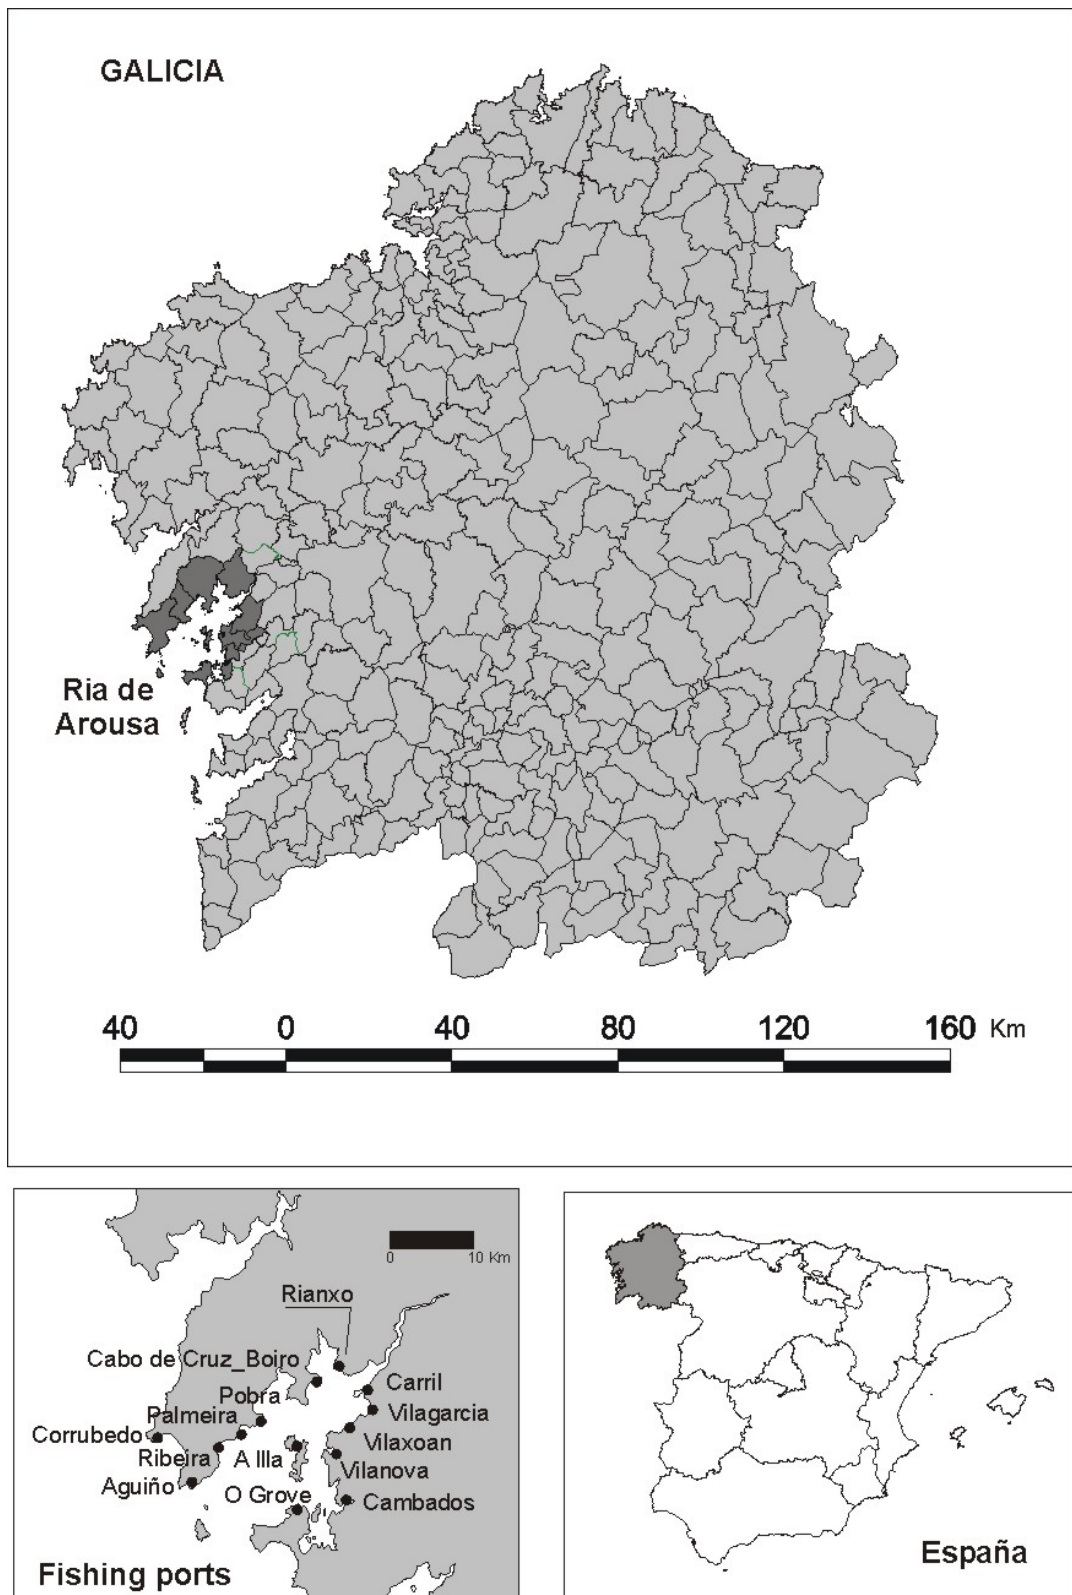 GALICIA
Ria de
Arousa
40 0 40 80 120 160 Km
0 10 Km
Rianxo
Cabo de Cruz_Boiro
Carril
Pobra
Vilagarcia
Palmeira
Corrubedo
Vilaxoan
Ribeira
A Illa
Vilanova
Aguiño
O Grove
Cambados
Fishing ports
España